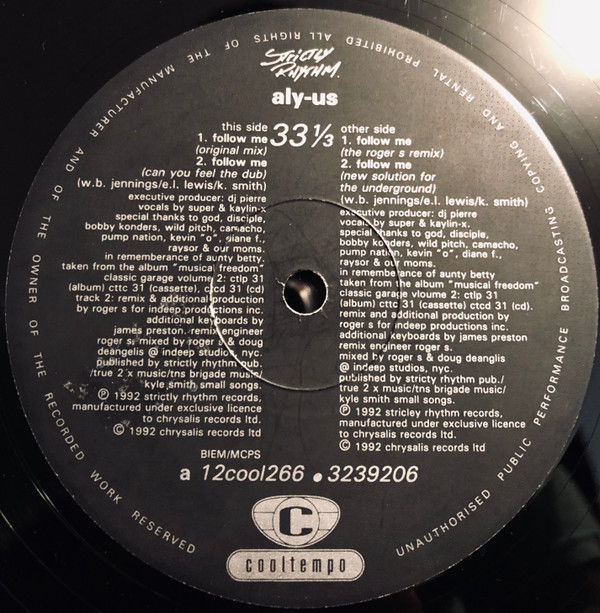 UNAUTHORISED PUBLIC PERFORMANCE BROADCASTING COPYING AND RENTAL PROHIBITED ALL RIGHTS OF THE MANUFACTURER AND OF THE OWNER OF THE RECORDED WORK RESERVED
STRICTLY
RHYTHM.
aly-us
33⅓
this side
1. follow me
(original mix)
2. follow me
(can you feel the dub)
(w.b. jennings/e.l. lewis/k. smith)
executive producer: dj pierre
vocals by super & kaylin-x
special thanks to god, disciple,
bobby konders, wild pitch, camacho,
pump nation, kevin "o", diane f.,
raysor & our moms.
in rememberance of aunty betty.
taken from the album "musical freedom"
classic garage vloume 2: ctlp 31
(album) cttc 31 (cassette), ctcd 31 (cd)
track 2: remix & additional production
by roger s for indeep productions inc.
additional keyboards by
james preston. remix engineer
roger s. mixed by roger s & doug
deangelis @ indeep studios, nyc.
published by strictly rhythm pub.
/true 2 x music/tns brigade music/
kyle smith small songs.
℗ 1992 strictly rhythm records,
manufactured under exclusive licence
to chrysalis records ltd.
© 1992 chrysalis records ltd
other side
1. follow me
(the roger s remix)
2. follow me
(new solution for
the underground)
(w.b. jennings/e.l. lewis/k. smith)
executive producer: dj pierre
vocals by super & kaylin-x.
special thanks to god, disciple,
bobby konders, wild pitch, camacho,
pump nation, kevin "o", diane f.,
raysor & our moms.
in remembetance of aunty betty
taken from the album "musical freedom"
classic garage vloume 2: ctlp 31
(album) cttc 31 (cassette) ctcd 31 (cd).
remix and additional production by
roger s for indeep productions inc.
additional keyboards by james preston
remix engineer roger s.
mixed by roger s & doug deanglis
@ indeep studios, nyc.
published by strictly rhythm pub./
true 2 x music/tns brigade music/
kyle smith small songs.
℗ 1992 stricley rhythm records,
manufactured under exclusive licence
to chrysalis records ltd.
© 1992 chrysalis records ltd
BIEM/MCPS
a 12cool266 ● 3239206
C
cooltempo